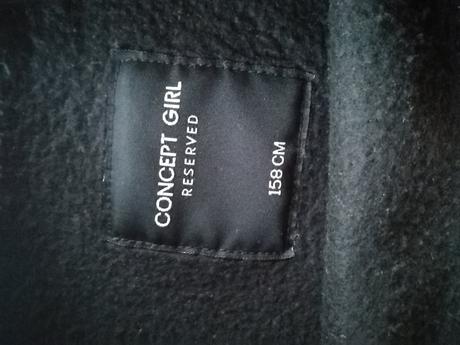 CONCEPT GIRL
RESERVED
158 CM